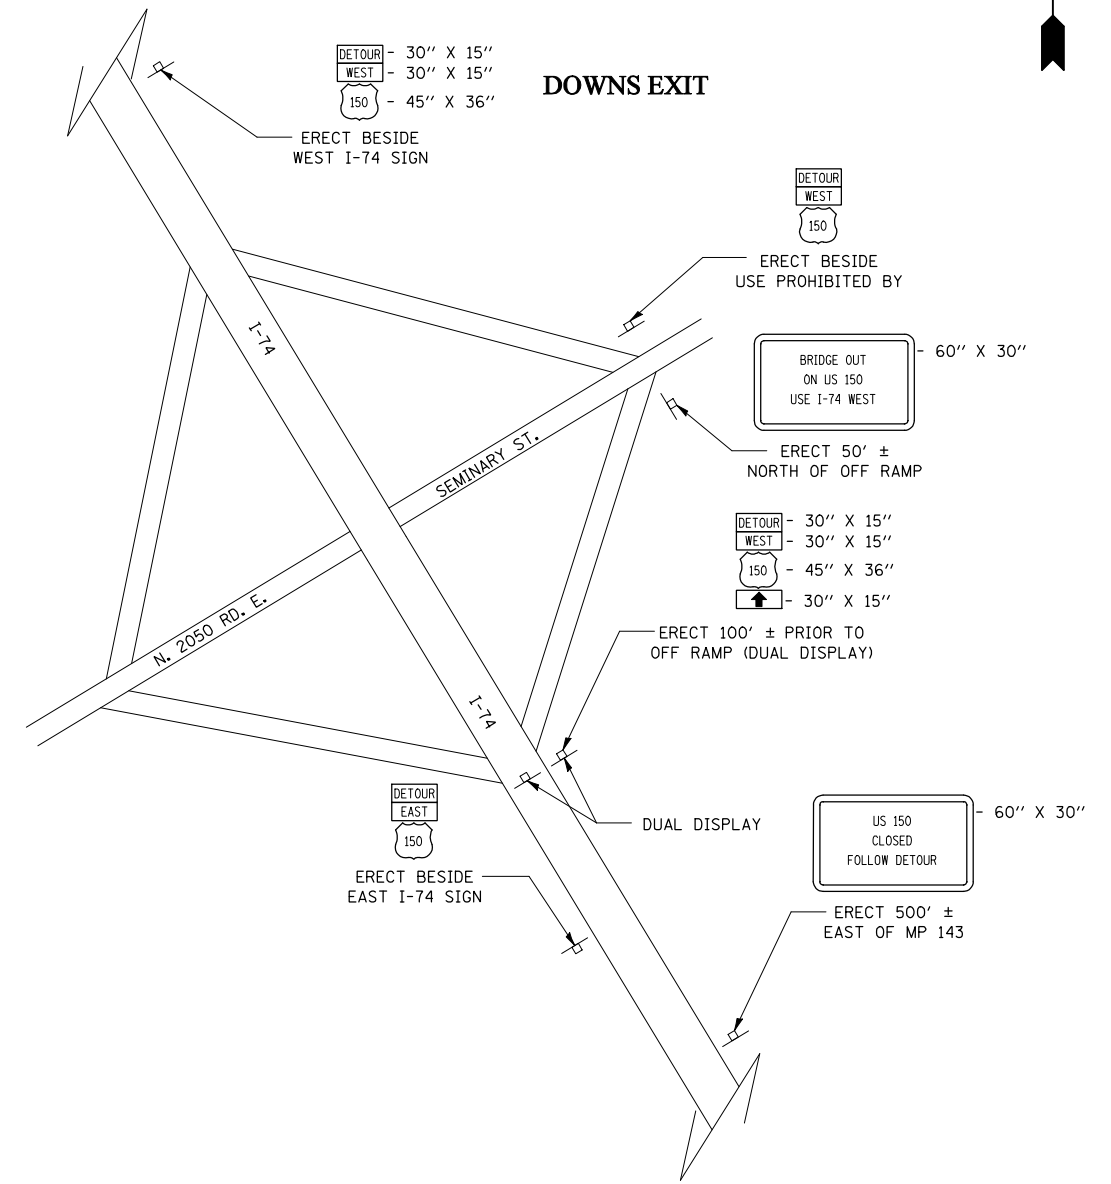 DETOUR - 30" X 15"
WEST - 30" X 15"
150 - 45" X 36"
DOWNS EXIT
ERECT BESIDE
WEST I-74 SIGN
DETOUR
WEST
150
ERECT BESIDE
USE PROHIBITED BY
BRIDGE OUT
ON US 150
USE I-74 WEST
- 60" X 30"
ERECT 50' ±
NORTH OF OFF RAMP
I-74
SEMINARY ST.
DETOUR - 30" X 15"
WEST - 30" X 15"
150 - 45" X 36"
- 30" X 15"
ERECT 100' ± PRIOR TO
OFF RAMP (DUAL DISPLAY)
N. 2050 RD. E.
I-74
DUAL DISPLAY
DETOUR
EAST
150
ERECT BESIDE
EAST I-74 SIGN
US 150
CLOSED
FOLLOW DETOUR
- 60" X 30"
ERECT 500' ±
EAST OF MP 143